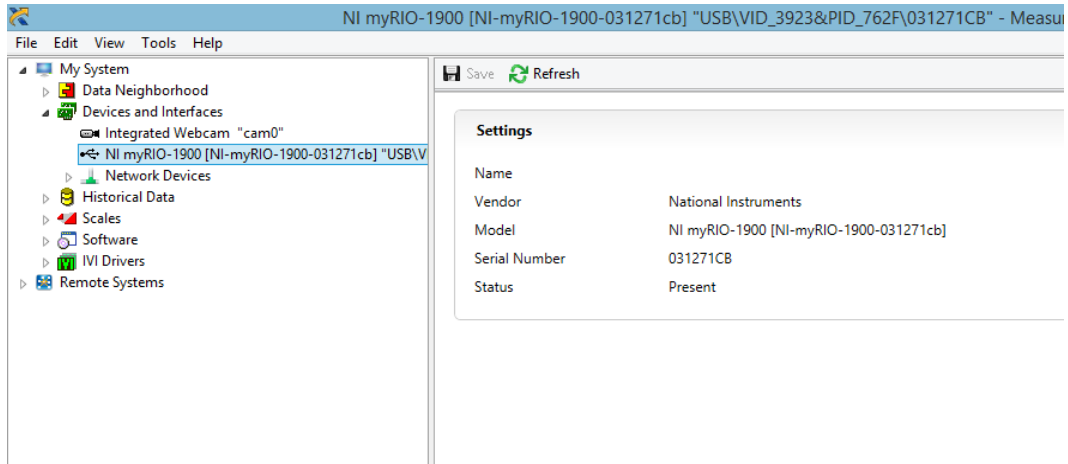 NI myRIO-1900 [NI-myRIO-1900-031271cb] "USB\VID_3923&PID_762F\031271CB" - Measu
File Edit View Tools Help
My System
Data Neighborhood
Devices and Interfaces
Integrated Webcam "cam0"
NI myRIO-1900 [NI-myRIO-1900-031271cb] "USB\V
Network Devices
Historical Data
Scales
Software
IVI Drivers
Remote Systems
Save Refresh
Settings
Name
Vendor National Instruments
Model NI myRIO-1900 [NI-myRIO-1900-031271cb]
Serial Number 031271CB
Status Present